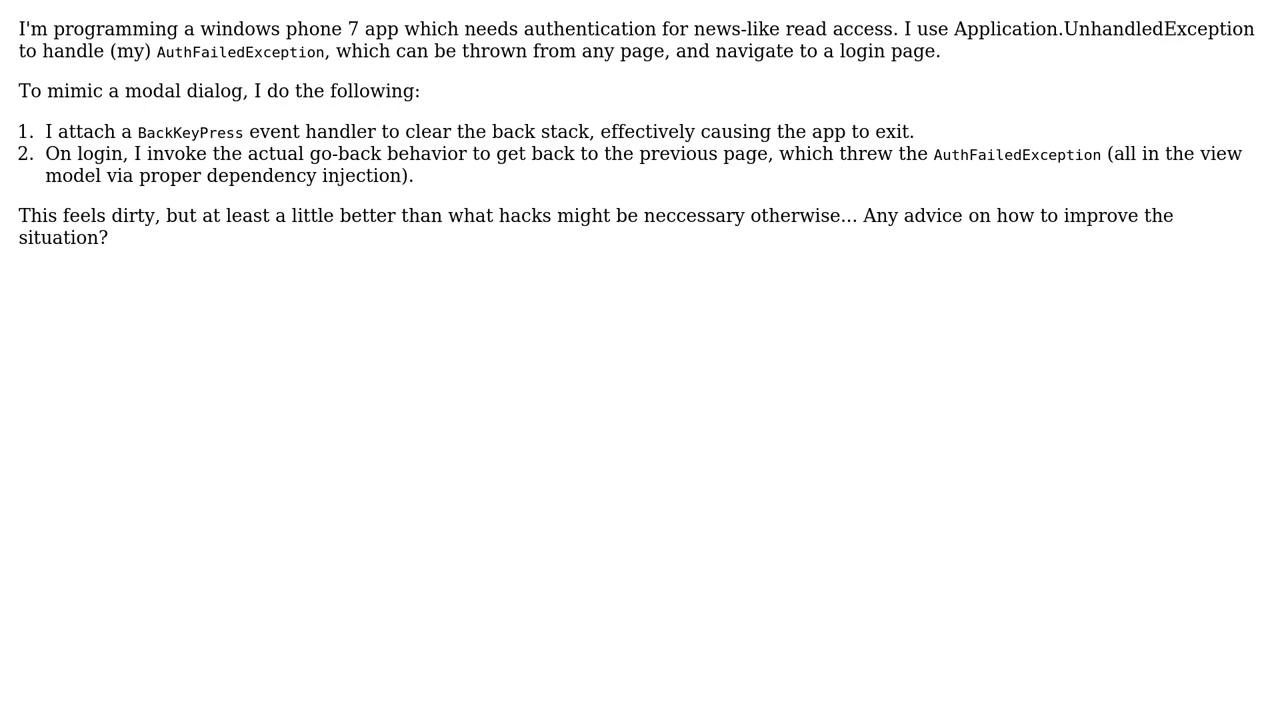 I'm programming a windows phone 7 app which needs authentication for news-like read access. I use Application.UnhandledException
to handle (my) AuthFailedException, which can be thrown from any page, and navigate to a login page.
To mimic a modal dialog, I do the following:
1. I attach a BackKeyPress event handler to clear the back stack, effectively causing the app to exit.
2. On login, I invoke the actual go-back behavior to get back to the previous page, which threw the AuthFailedException (all in the view
model via proper dependency injection).
This feels dirty, but at least a little better than what hacks might be neccessary otherwise... Any advice on how to improve the
situation?